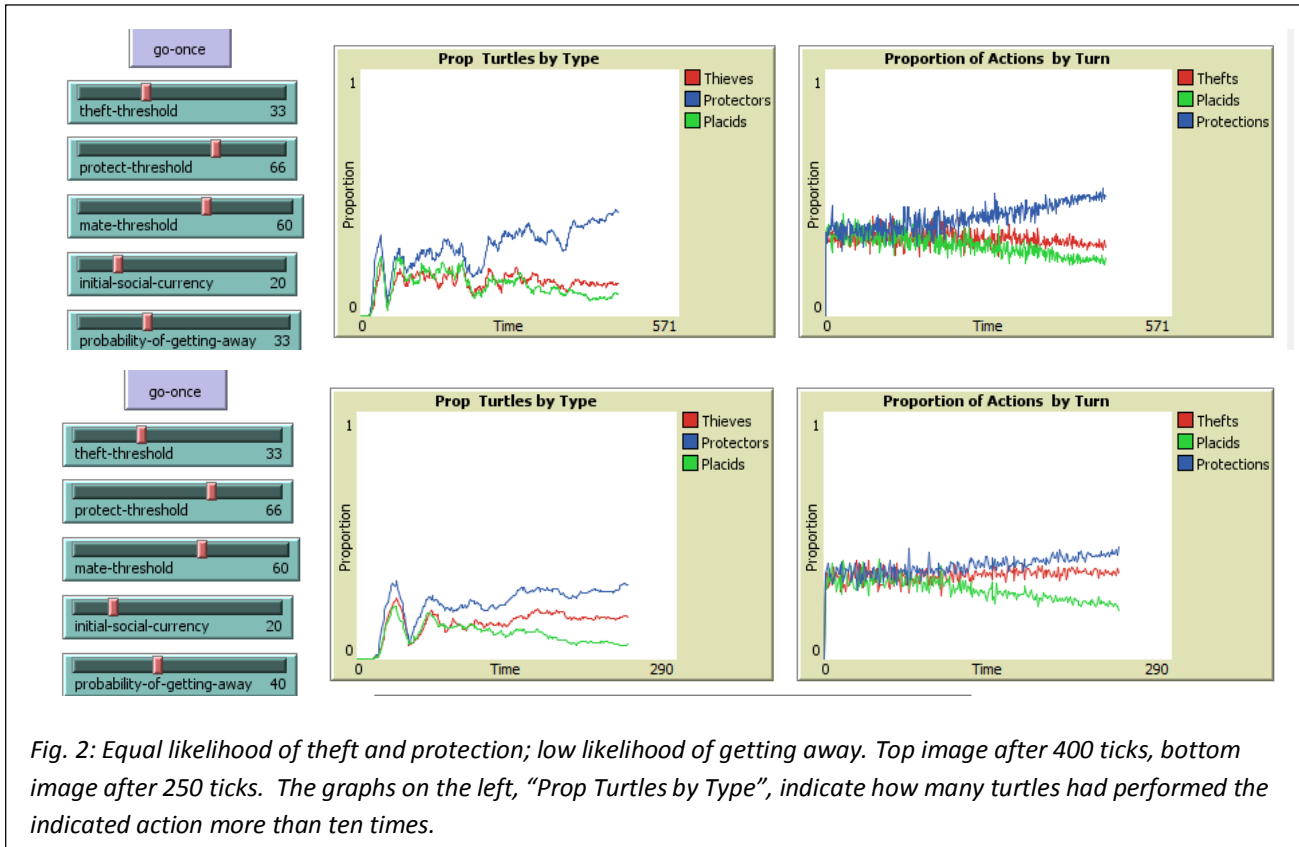 go-once
theft-threshold 33
protect-threshold 66
mate-threshold 60
initial-social-currency 20
probability-of-getting-away 33
Prop Turtles by Type
Proportion
1
0
0 Time 571
Thieves
Protectors
Placids
Proportion of Actions by Turn
Proportion
1
0
0 Time 571
Thefts
Placids
Protections
go-once
theft-threshold 33
protect-threshold 66
mate-threshold 60
initial-social-currency 20
probability-of-getting-away 40
Prop Turtles by Type
Proportion
1
0
0 Time 290
Thieves
Protectors
Placids
Proportion of Actions by Turn
Proportion
1
0
0 Time 290
Thefts
Placids
Protections
Fig. 2: Equal likelihood of theft and protection; low likelihood of getting away. Top image after 400 ticks, bottom
image after 250 ticks. The graphs on the left, “Prop Turtles by Type”, indicate how many turtles had performed the
indicated action more than ten times.